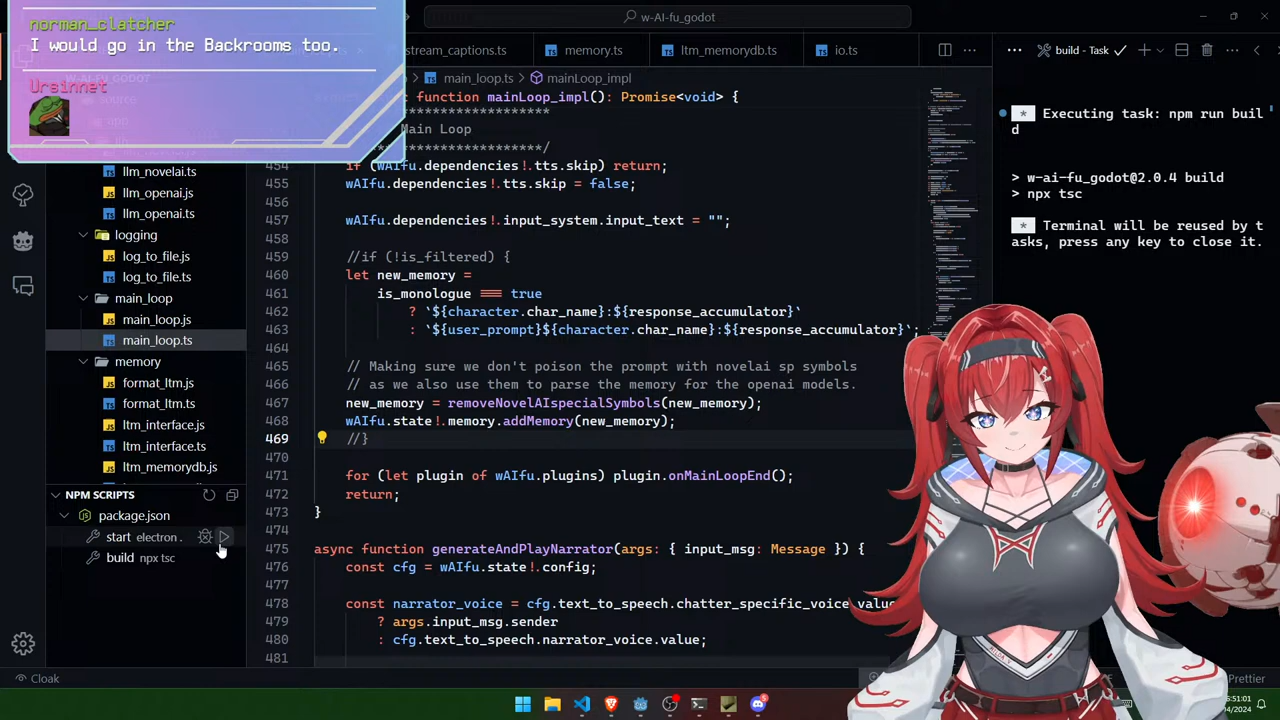 norman_clatcher
I would go in the Backrooms too.
Ursinnet
w-AI-fu_godot
stream_captions.ts
memory.ts
ltm_memorydb.ts
io.ts
build - Task
main_loop.ts
mainLoop_impl
function mainLoop_impl(): Promise<void> {
Main Loop
454 if (wAIfu.dependencies!.tts.skip) return;
455 wAIfu.dependencies!.tts.skip = false;
456
457 wAIfu.dependencies!.input_system.input_text = "";
458
459 //if (!is_filtered)
460 let new_memory =
461 is_monologue === true
462 ? `${character.char_name}:${response_accumulator}`
463 : `${user_prompt}${character.char_name}:${response_accumulator}`;
464
465 // Making sure we don't poison the prompt with novelai sp symbols
466 // as we also use them to parse the memory for the openai models.
467 new_memory = removeNovelAIspecialSymbols(new_memory);
468 wAIfu.state!.memory.addMemory(new_memory);
469 //}
470
471 for (let plugin of wAIfu.plugins) plugin.onMainLoopEnd();
472 return;
473 }
474
475 async function generateAndPlayNarrator(args: { input_msg: Message }) {
476 const cfg = wAIfu.state!.config;
477
478 const narrator_voice = cfg.text_to_speech.chatter_specific_voice.value
479 ? args.input_msg.sender
480 : cfg.text_to_speech.narrator_voice.value;
481
llm_novelai.ts
llm_openai.js
llm_openai.ts
logging
log_to_file.js
log_to_file.ts
main_loop
main_loop.js
main_loop.ts
memory
format_ltm.js
format_ltm.ts
ltm_interface.js
ltm_interface.ts
ltm_memorydb.js
NPM SCRIPTS
package.json
start electron .
build npx tsc
* Executing task: npm run buil
d
> w-ai-fu_godot@2.0.4 build
> npx tsc
* Terminal will be reused by t
asks, press any key to close it.
Cloak
Prettier